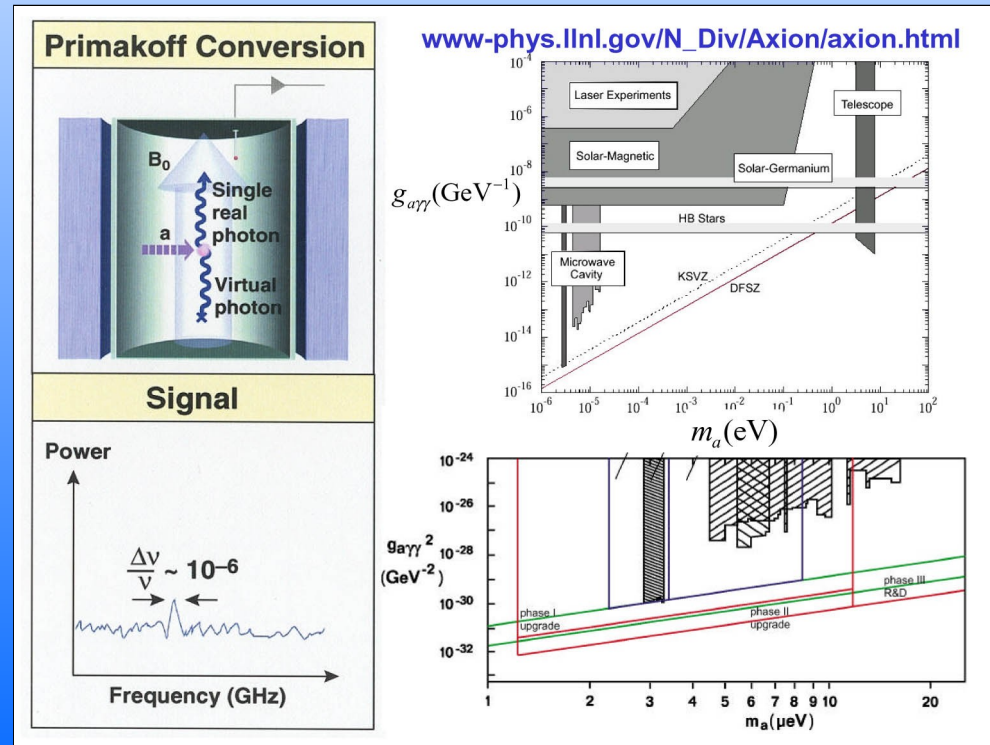 Primakoff Conversion
B₀
Single
real
photon
a
Virtual
photon
Signal
Power
Δν
ν
~ 10⁻⁶
Frequency (GHz)
www-phys.llnl.gov/N_Div/Axion/axion.html
10⁻⁴
10⁻⁶
10⁻⁸
10⁻¹⁰
10⁻¹²
10⁻¹⁴
10⁻¹⁶
g_aγγ(GeV⁻¹)
Laser Experiments
Telescope
Solar-Magnetic
Solar-Germanium
HB Stars
Microwave
Cavity
KSVZ
DFSZ
10⁻⁶ 10⁻⁵ 10⁻⁴ 10⁻³ 10⁻² 10⁻¹ 10⁰ 10¹ 10²
m_a(eV)
10⁻²⁴
10⁻²⁶
10⁻²⁸
10⁻³⁰
10⁻³²
g_aγγ²
(GeV⁻²)
phase I
upgrade
phase II
upgrade
phase III
R&D
1 2 3 4 5 6 7 8 9 10 20
m_a(μeV)